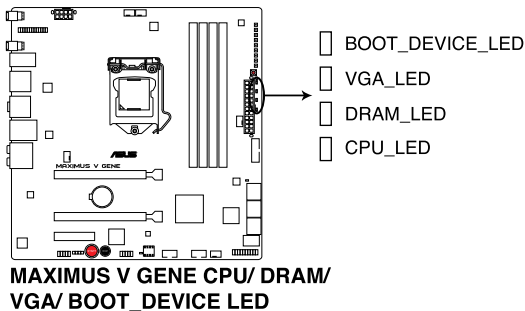 BOOT_DEVICE_LED
VGA_LED
DRAM_LED
CPU_LED
ASUS
MAXIMUS V GENE
MAXIMUS V GENE CPU/ DRAM/
VGA/ BOOT_DEVICE LED